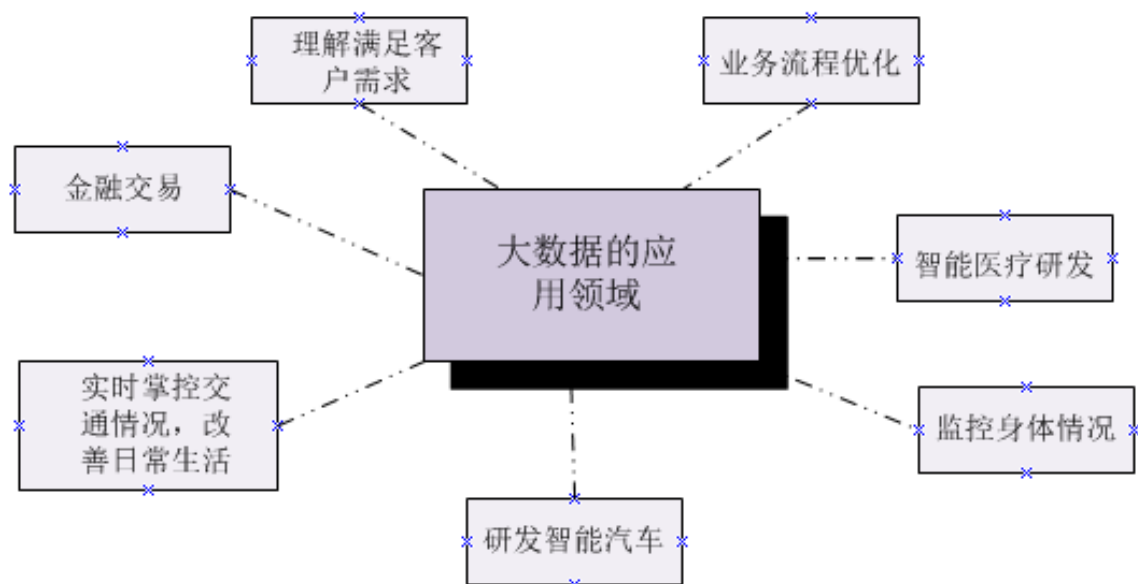 理解满足客
户需求
业务流程优化
金融交易
大数据的应
用领域
智能医疗研发
实时掌控交
通情况，改
善日常生活
监控身体情况
研发智能汽车